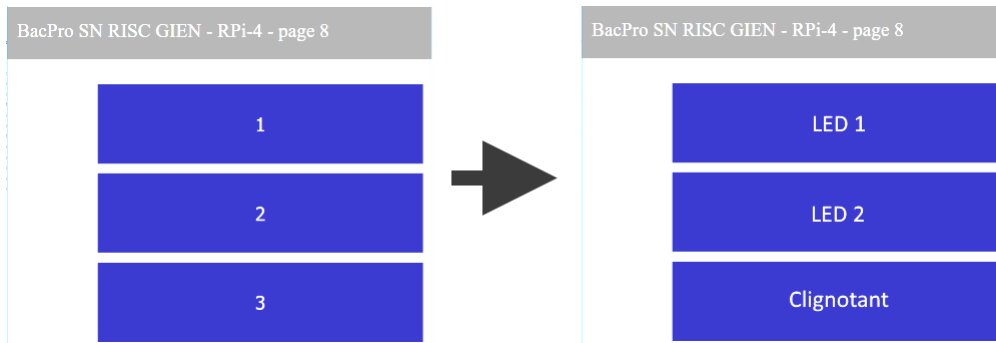 BacPro SN RISC GIEN - RPi-4 - page 8
1
2
3
BacPro SN RISC GIEN - RPi-4 - page 8
LED 1
LED 2
Clignotant